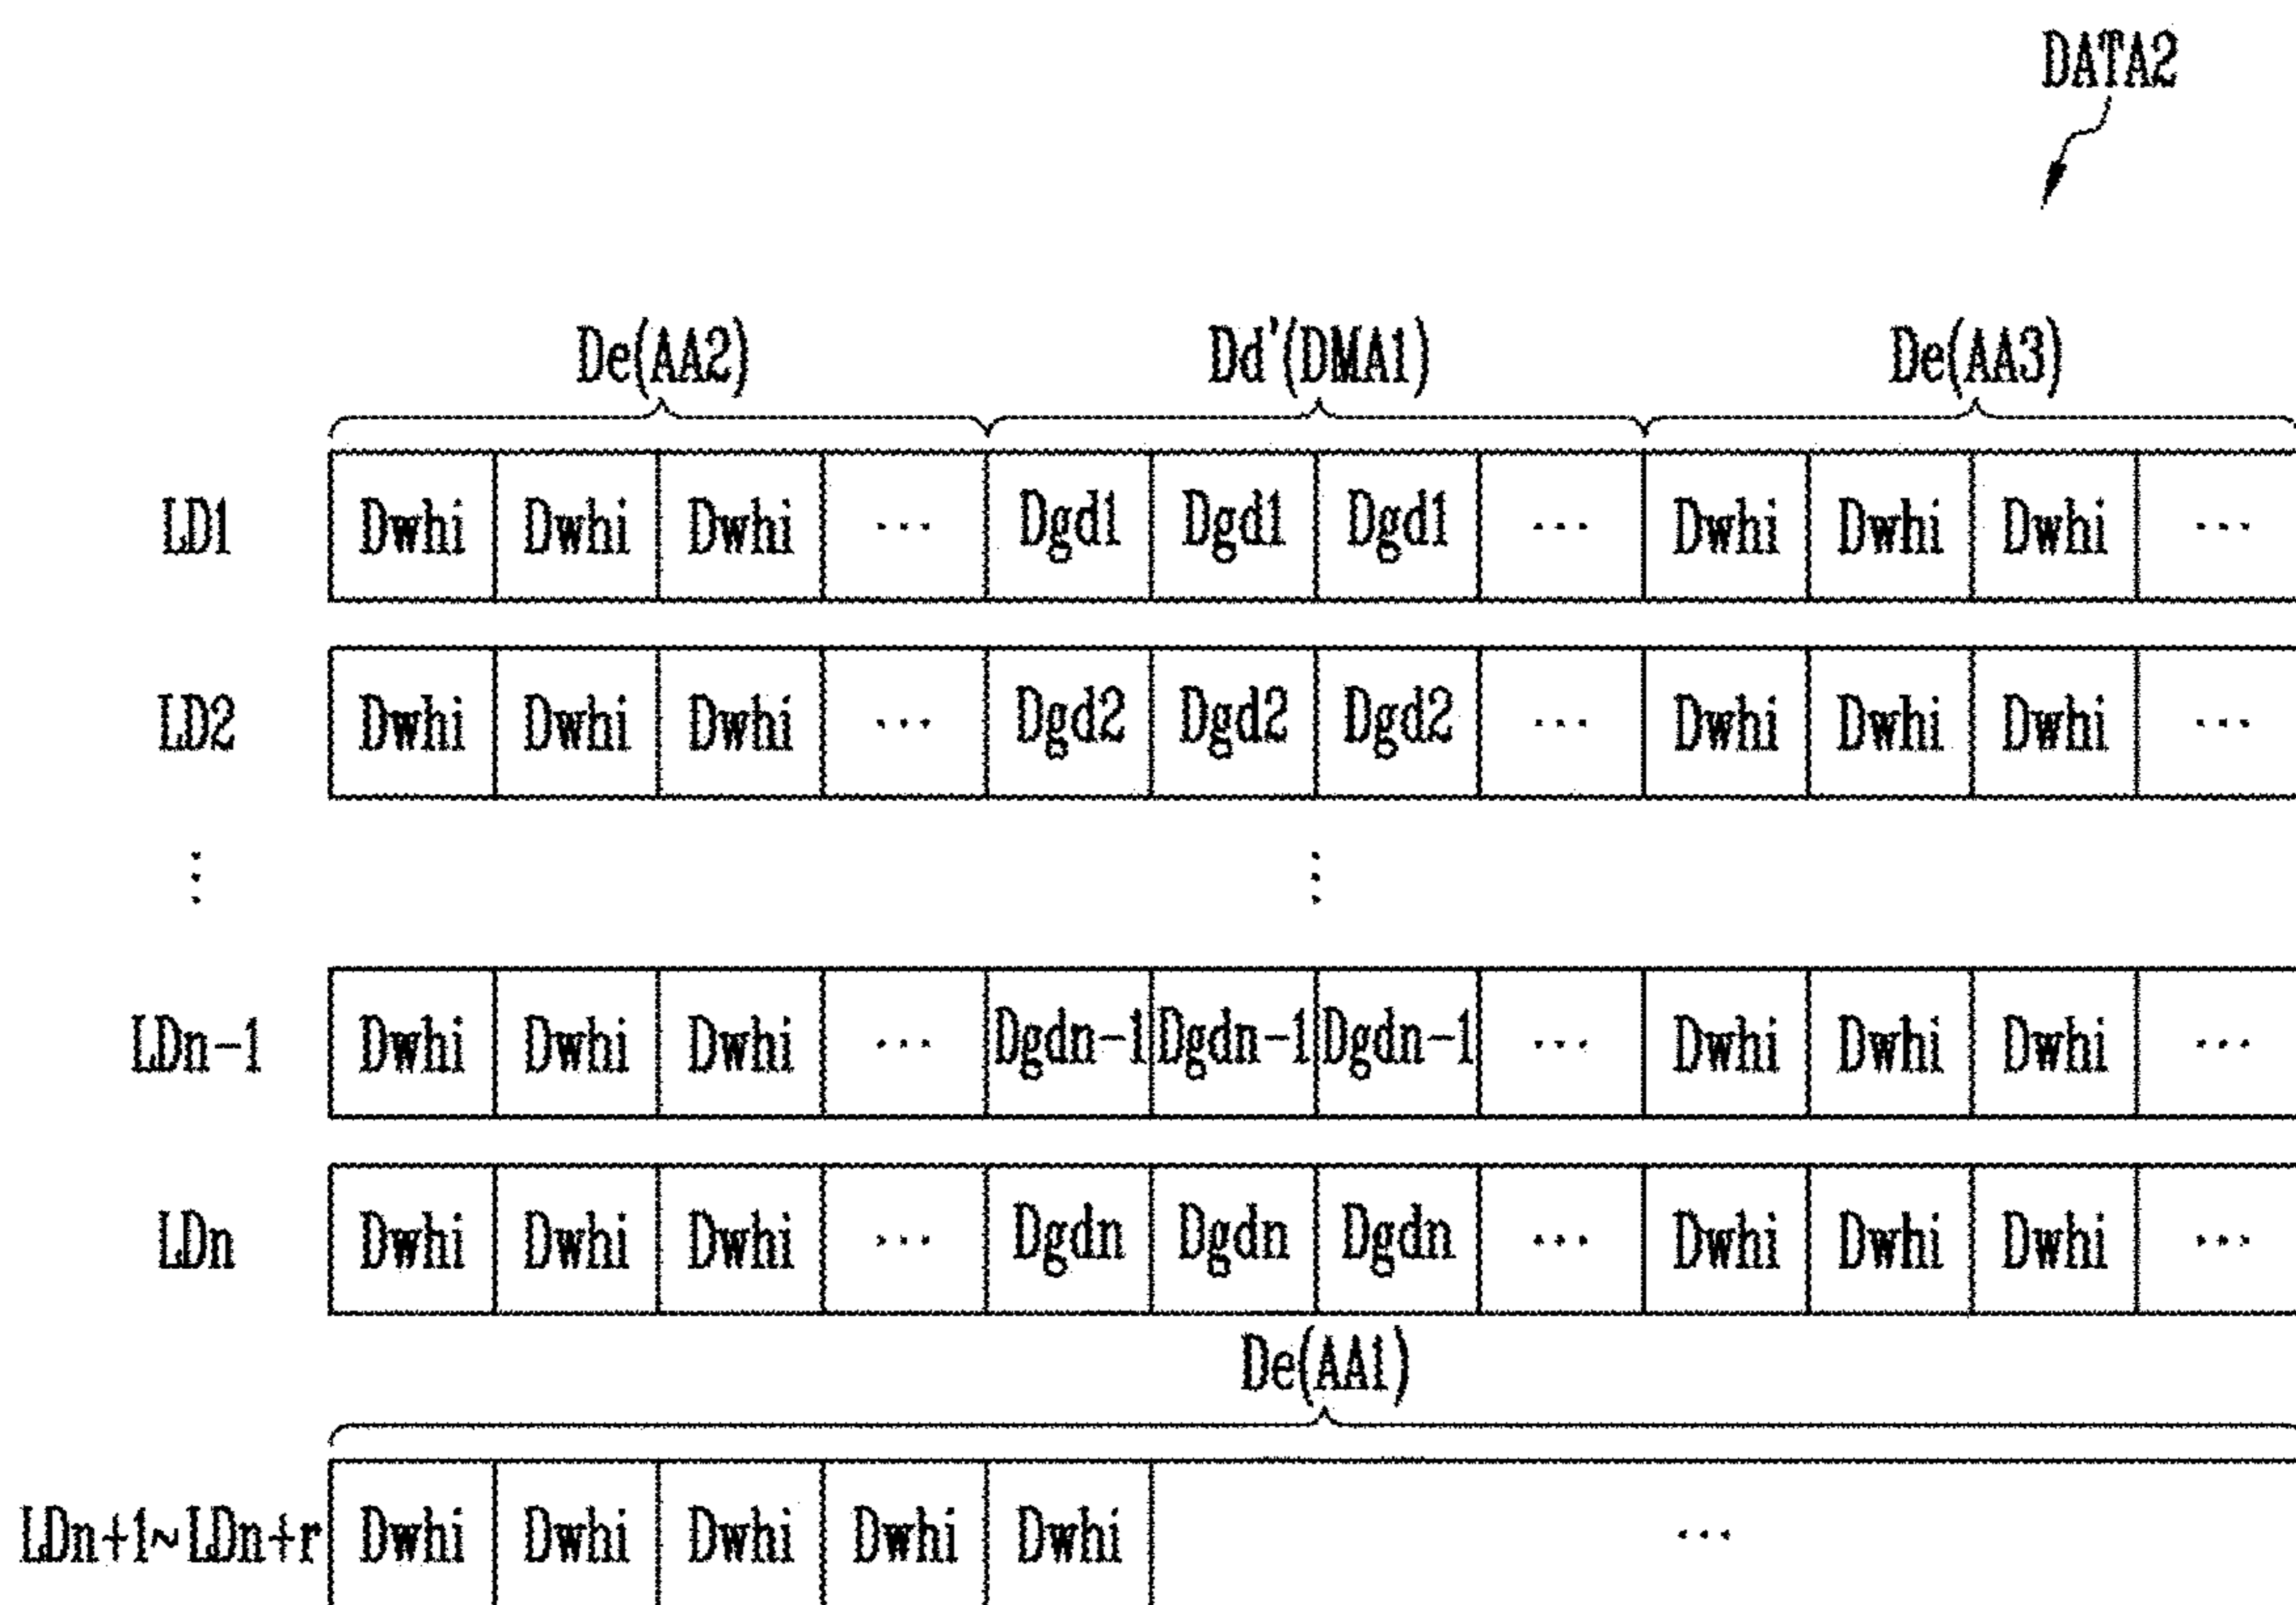 DATA2
De(AA2) Dd'(DMA1) De(AA3)
LD1 Dwhi Dwhi Dwhi ... Dgd1 Dgd1 Dgd1 ... Dwhi Dwhi Dwhi ...
LD2 Dwhi Dwhi Dwhi ... Dgd2 Dgd2 Dgd2 ... Dwhi Dwhi Dwhi ...
LDn-1 Dwhi Dwhi Dwhi ... Dgdn-1 Dgdn-1 Dgdn-1 ... Dwhi Dwhi Dwhi ...
LDn Dwhi Dwhi Dwhi ... Dgdn Dgdn Dgdn ... Dwhi Dwhi Dwhi ...
De(AA1)
LDn+1~LDn+r Dwhi Dwhi Dwhi Dwhi Dwhi ...